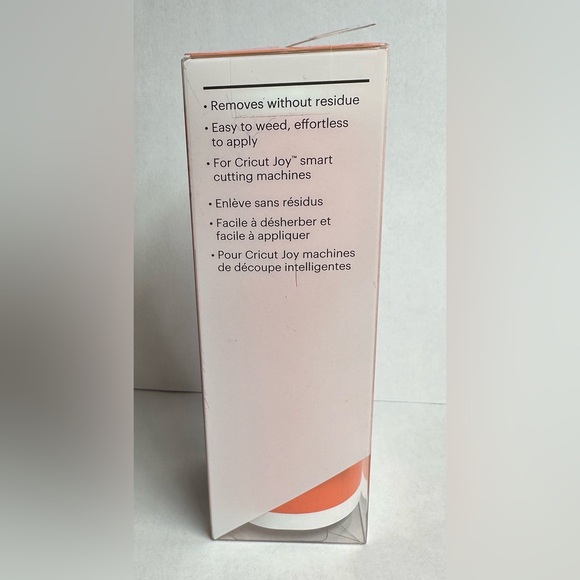 • Removes without residue
• Easy to weed, effortless
to apply
• For Cricut Joy™ smart
cutting machines
• Enlève sans résidus
• Facile à désherber et
facile à appliquer
• Pour Cricut Joy machines
de découpe intelligentes